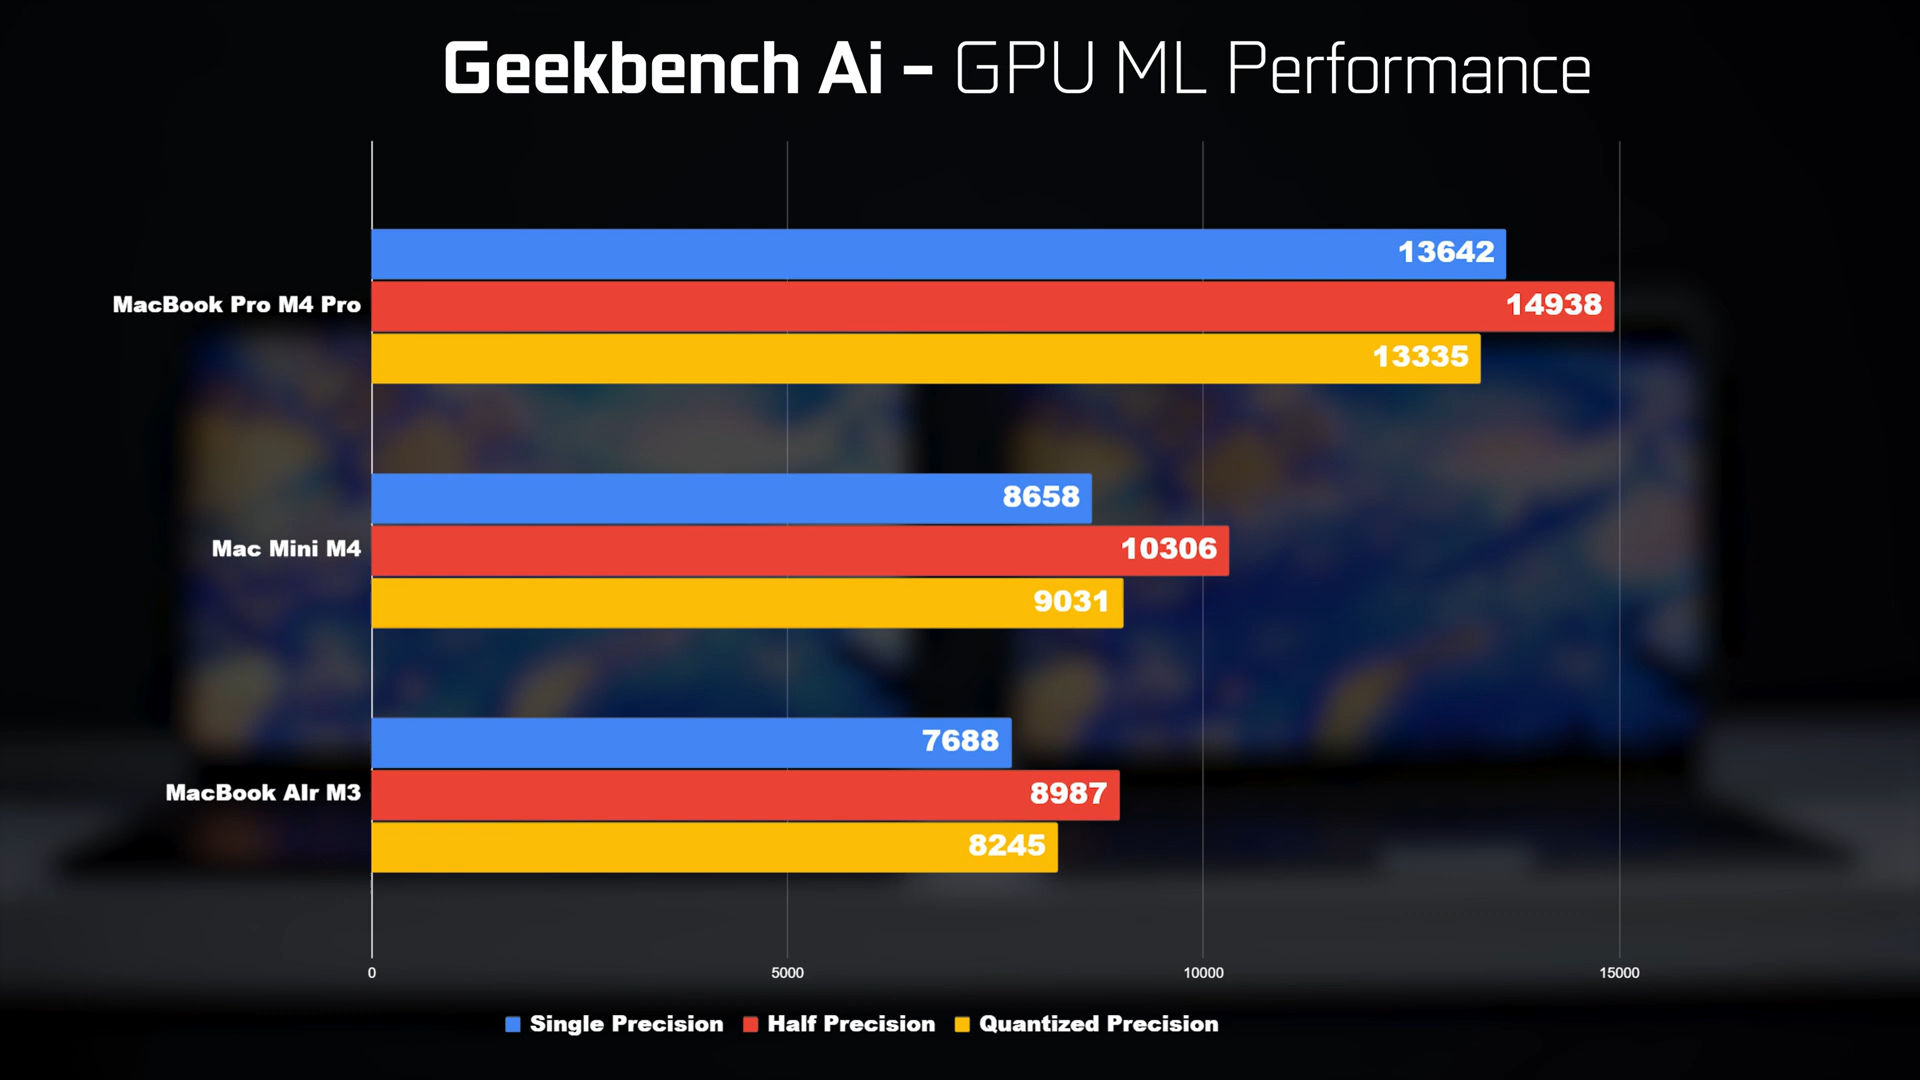 Geekbench Ai - GPU ML Performance
13642
MacBook Pro M4 Pro
14938
13335
8658
Mac Mini M4
10306
9031
7688
MacBook AIr M3
8987
8245
0 5000 10000 15000
Single Precision Half Precision Quantized Precision